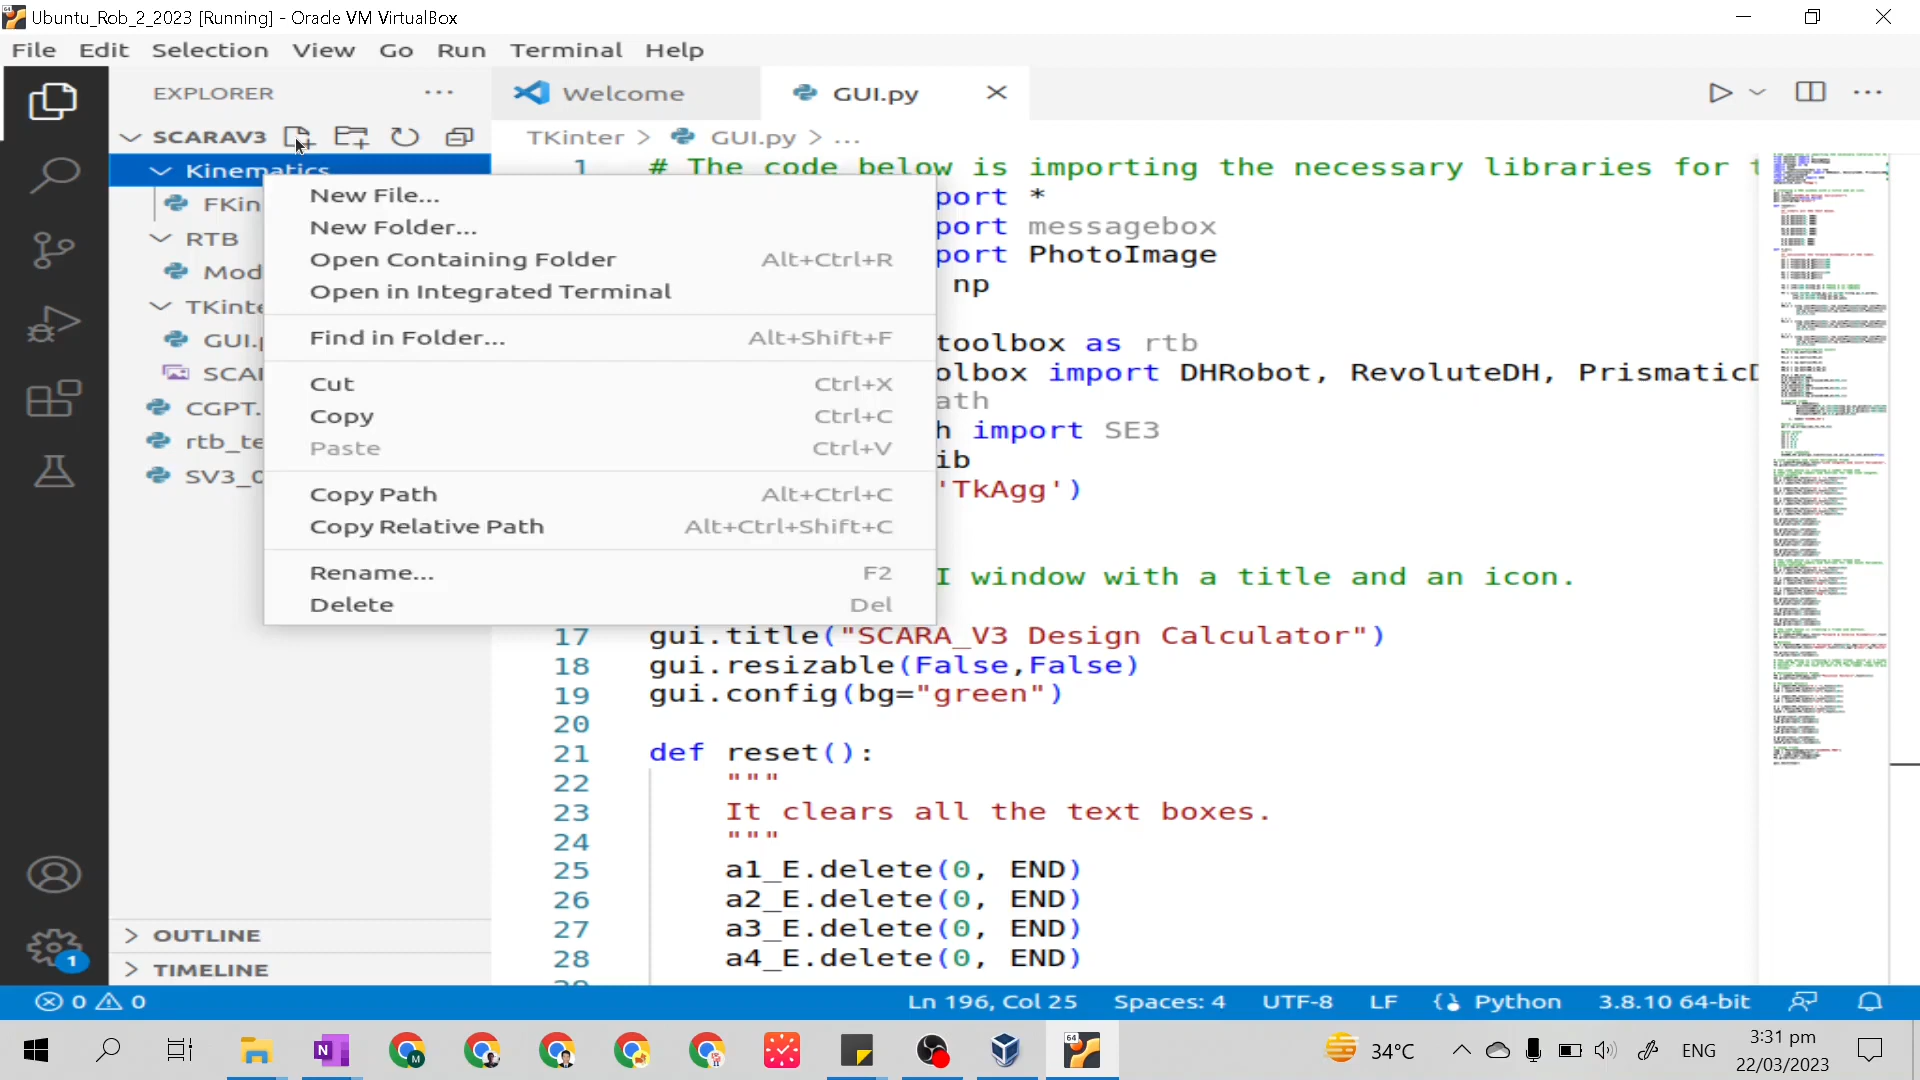 Ubuntu_Rob_2_2023 [Running] - Oracle VM VirtualBox
File Edit Selection View Go Run Terminal Help
EXPLORER
Welcome
GUI.py
SCARAV3
TKinter > GUI.py > ...
Kinematics
FKin
RTB
Mod
TKinte
GUI.
SCA
CGPT.
rtb_te
SV3_0
New File...
New Folder...
Open Containing Folder Alt+Ctrl+R
Open in Integrated Terminal
Find in Folder... Alt+Shift+F
Cut Ctrl+X
Copy Ctrl+C
Paste Ctrl+V
Copy Path Alt+Ctrl+C
Copy Relative Path Alt+Ctrl+Shift+C
Rename... F2
Delete Del
1 # The code below is importing the necessary libraries for t
port *
port messagebox
port PhotoImage
np
toolbox as rtb
olbox import DHRobot, RevoluteDH, PrismaticD
ath
h import SE3
ib
'TkAgg')
I window with a title and an icon.
17 gui.title("SCARA_V3 Design Calculator")
18 gui.resizable(False,False)
19 gui.config(bg="green")
20
21 def reset():
22 """
23 It clears all the text boxes.
24 """
25 a1_E.delete(0, END)
26 a2_E.delete(0, END)
27 a3_E.delete(0, END)
28 a4_E.delete(0, END)
OUTLINE
TIMELINE
1
0 0 Ln 196, Col 25 Spaces: 4 UTF-8 LF Python 3.8.10 64-bit
34°C ENG 3:31 pm
22/03/2023